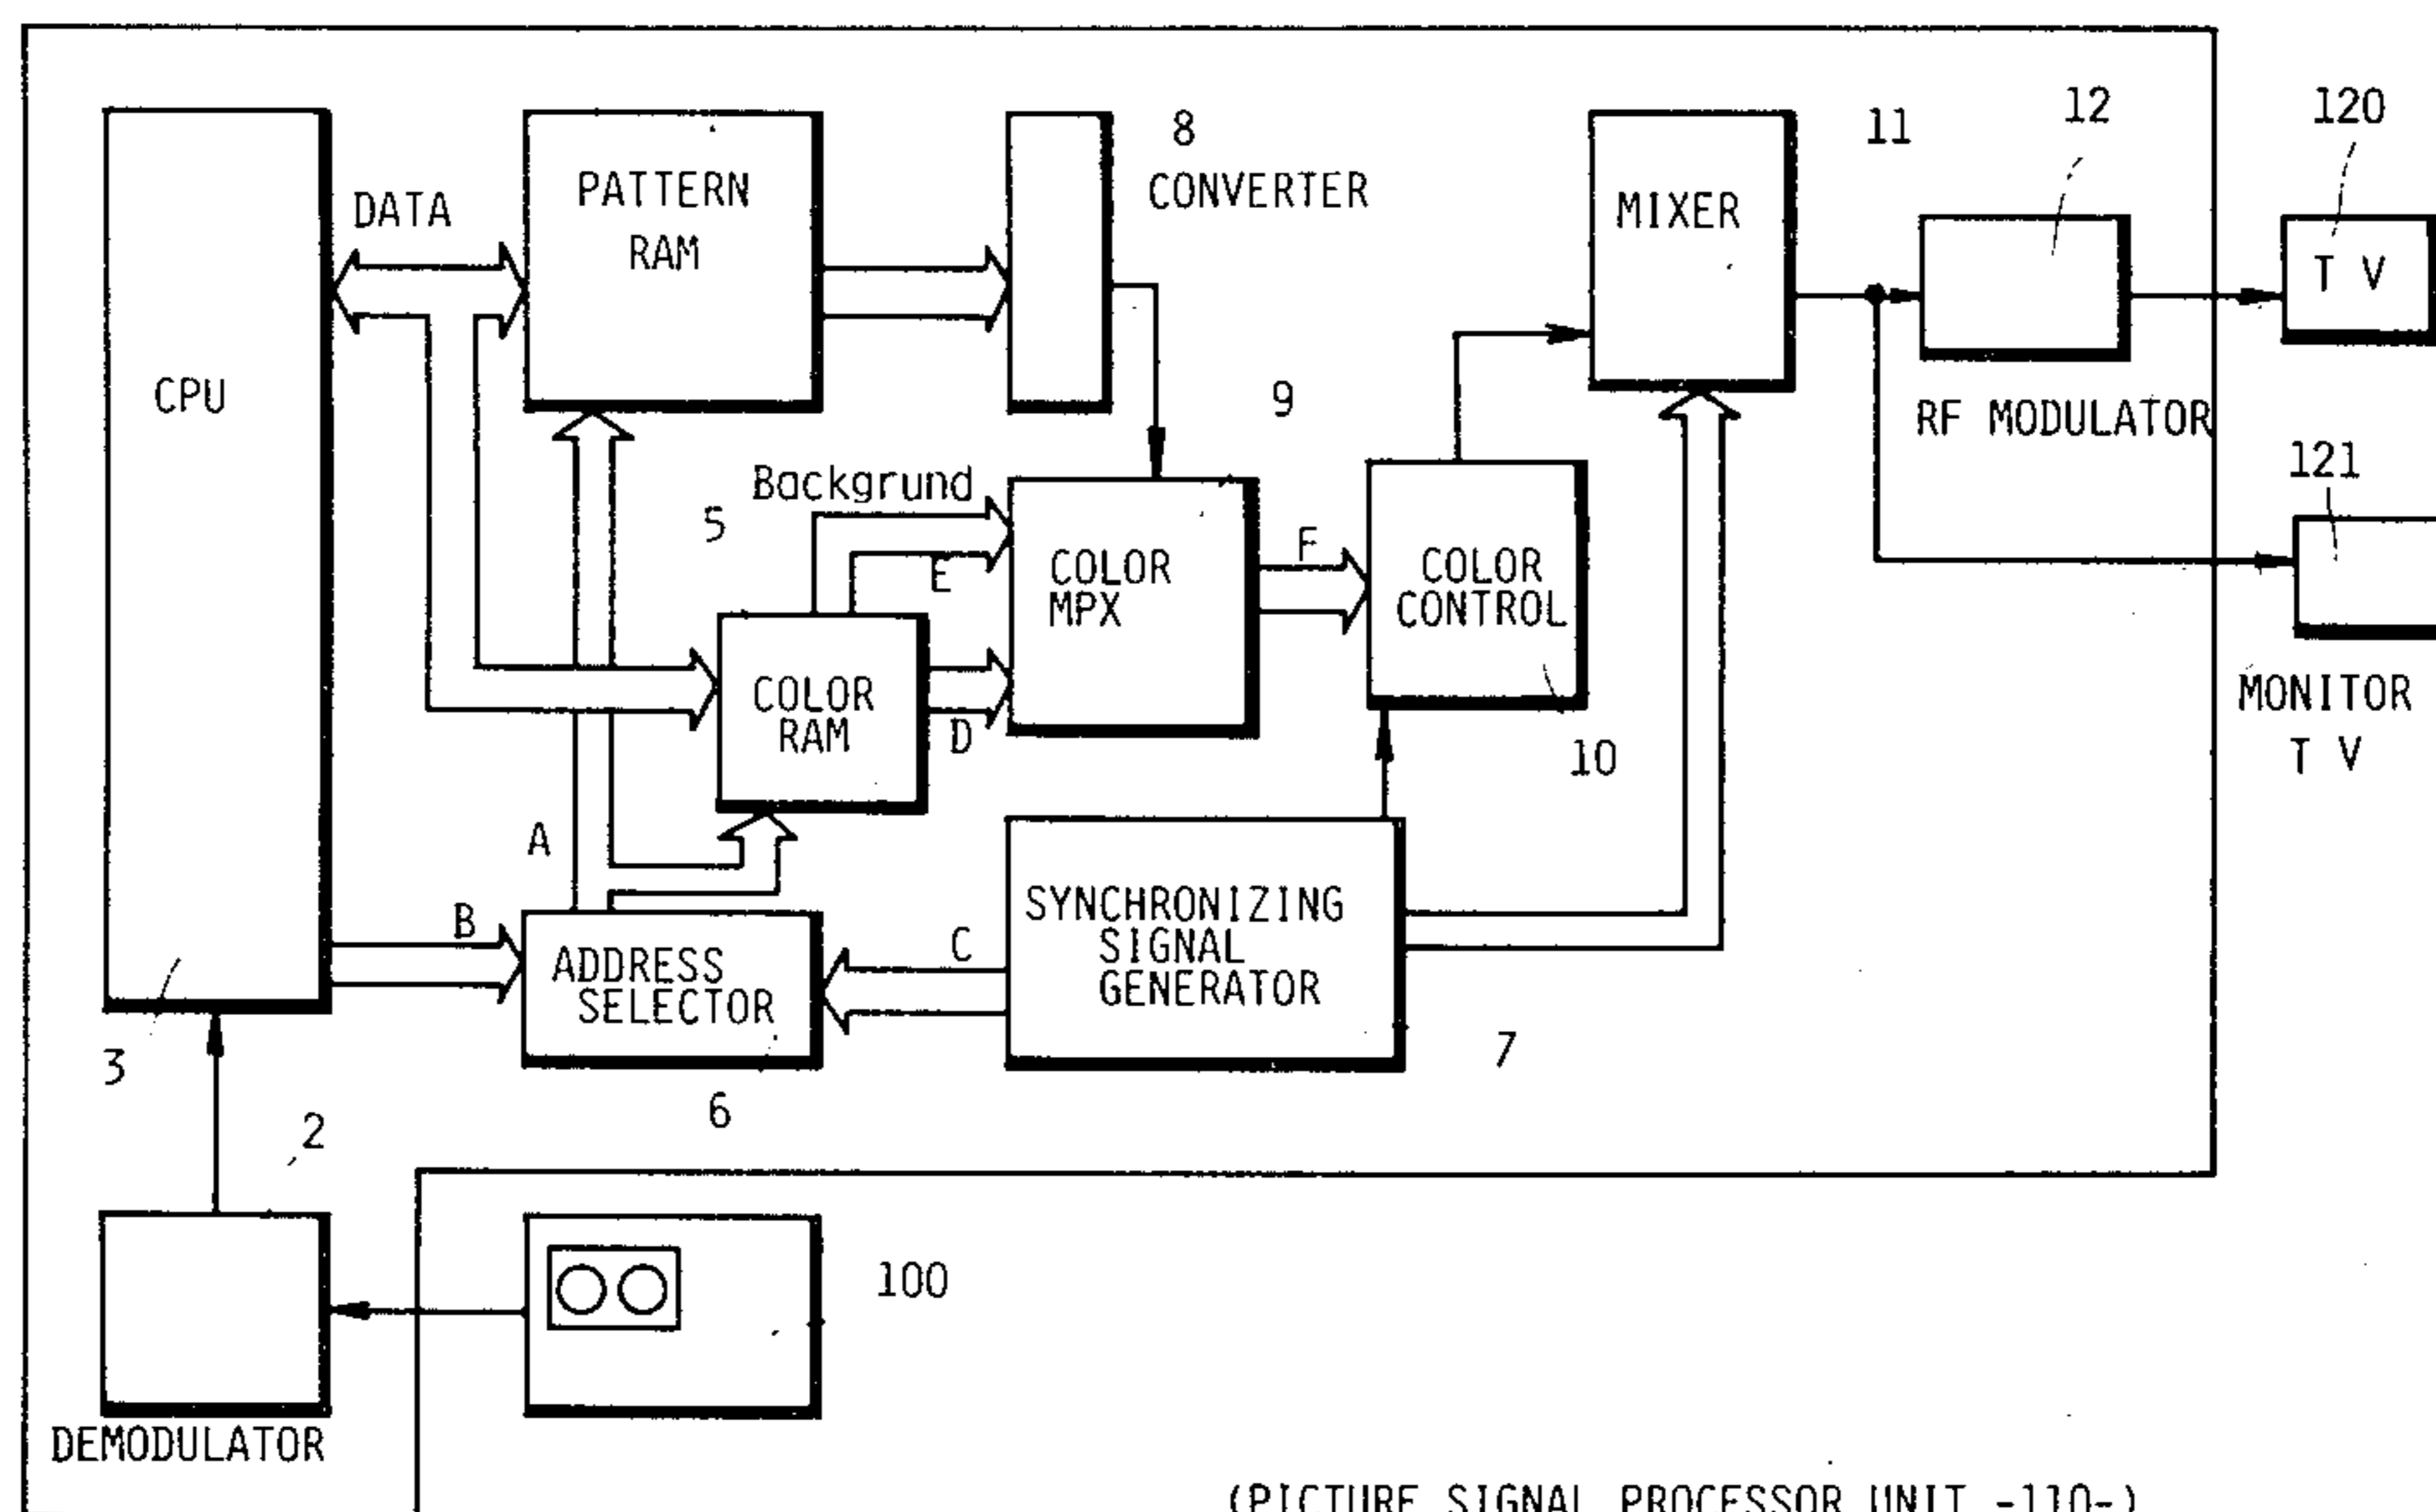 8
12
120
11
PATTERN
RAM
CONVERTER
DATA
MIXER
T V
CPU
9
RF MODULATOR
121
Backgrund
5
E
COLOR
MPX
F
COLOR
CONTROL
COLOR
RAM
D
MONITOR
T V
10
A
B
C
SYNCHRONIZING
SIGNAL
GENERATOR
ADDRESS
SELECTOR
3
7
2
6
100
DEMODULATOR
(PICTURE SIGNAL PROCESSOR UNIT -110-)